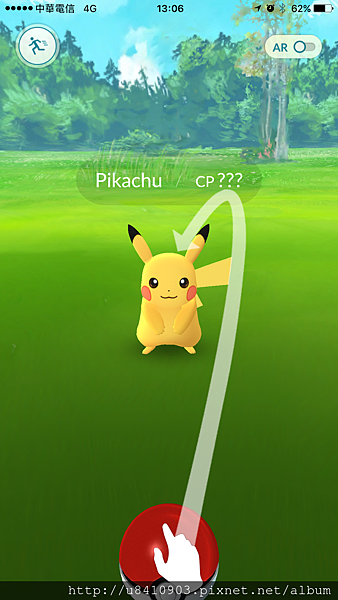 中華電信 4G 13:06 62%
AR
Pikachu / CP ???
http://u8410903.pixnet.net/album